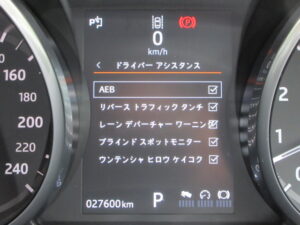 0
km/h
ドライバー アシスタンス
AEB
リバース トラフィック タンチ
レーン デパーチャー ワーニン
ブラインド スポットモニター
ウンテンシャ ヒロウ ケイコク
160
180
200
220
240
027600km
P